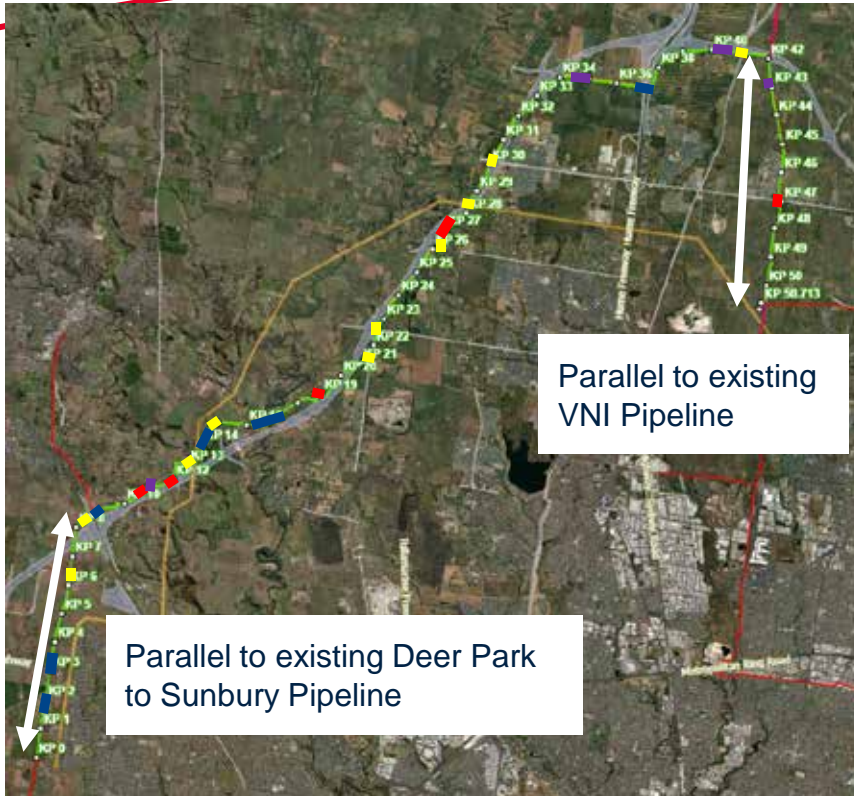 KP 40
KP 42
KP 38
KP 34
KP 36
KP 43
KP 33
KP 32
KP 44
KP 31
KP 45
KP 30
KP 46
KP 29
KP 47
KP 28
KP 27
KP 48
KP 26
KP 49
KP 25
KP 50
KP 24
KP 50.713
KP 23
KP 22
KP 21
KP 20
KP 19
Parallel to existing
VNI Pipeline
KP 14
KP 13
KP 12
KP 7
KP 6
KP 5
KP 4
KP 3
KP 2
KP 1
KP 0
Parallel to existing Deer Park
to Sunbury Pipeline